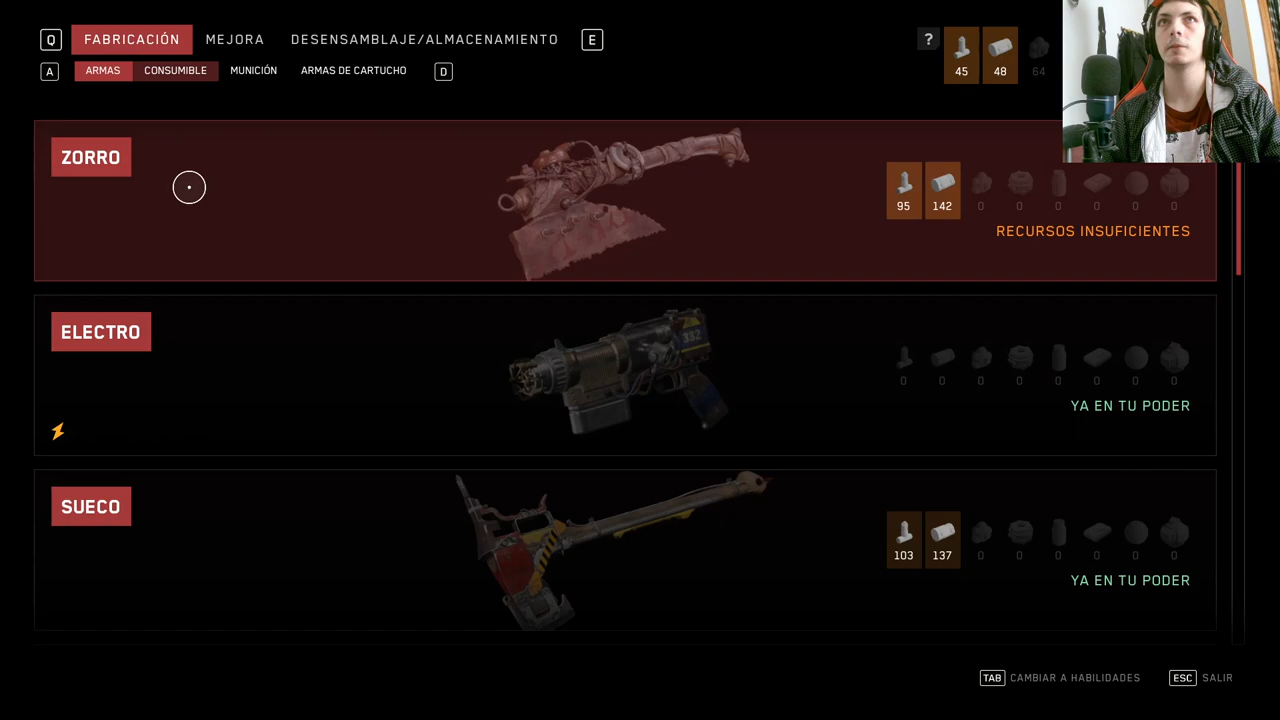 Q FABRICACIÓN MEJORA DESENSAMBLAJE/ALMACENAMIENTO E
A ARMAS CONSUMIBLE MUNICIÓN ARMAS DE CARTUCHO D
? 45 48 64
ZORRO
95 142 0 0 0 0 0 0
RECURSOS INSUFICIENTES
ELECTRO
332
0 0 0 0 0 0 0 0
YA EN TU PODER
SUECO
103 137 0 0 0 0 0 0
YA EN TU PODER
TAB CAMBIAR A HABILIDADES ESC SALIR